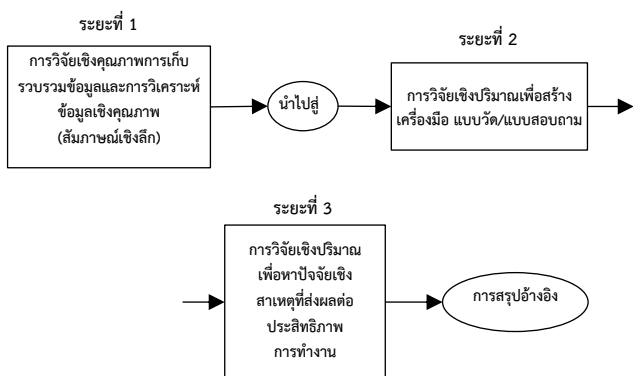 ระยะที่ 1
การวิจัยเชิงคุณภาพการเก็บ
รวบรวมข้อมูลและการวิเคราะห์
ข้อมูลเชิงคุณภาพ
(สัมภาษณ์เชิงลึก)
นำไปสู่
ระยะที่ 2
การวิจัยเชิงปริมาณเพื่อสร้าง
เครื่องมือ แบบวัด/แบบสอบถาม
ระยะที่ 3
การวิจัยเชิงปริมาณ
เพื่อหาปัจจัยเชิง
สาเหตุที่ส่งผลต่อ
ประสิทธิภาพ
การทำงาน
การสรุปอ้างอิง